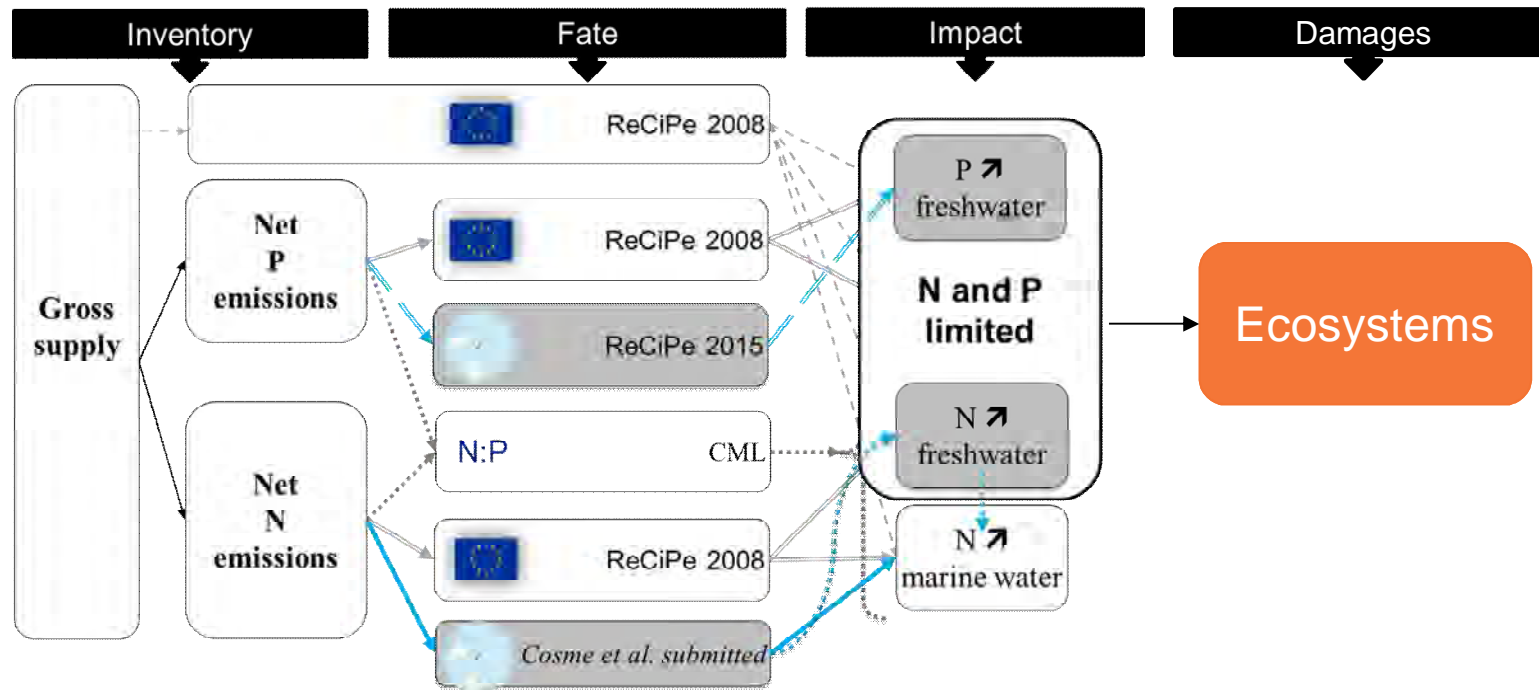 Inventory
Fate
Impact
Damages
Gross
supply
Net
P
emissions
Net
N
emissions
ReCiPe 2008
ReCiPe 2008
ReCiPe 2015
N:P CML
ReCiPe 2008
Cosme et al. submitted
P ↗
freshwater
N and P
limited
N ↗
freshwater
N ↗
marine water
Ecosystems